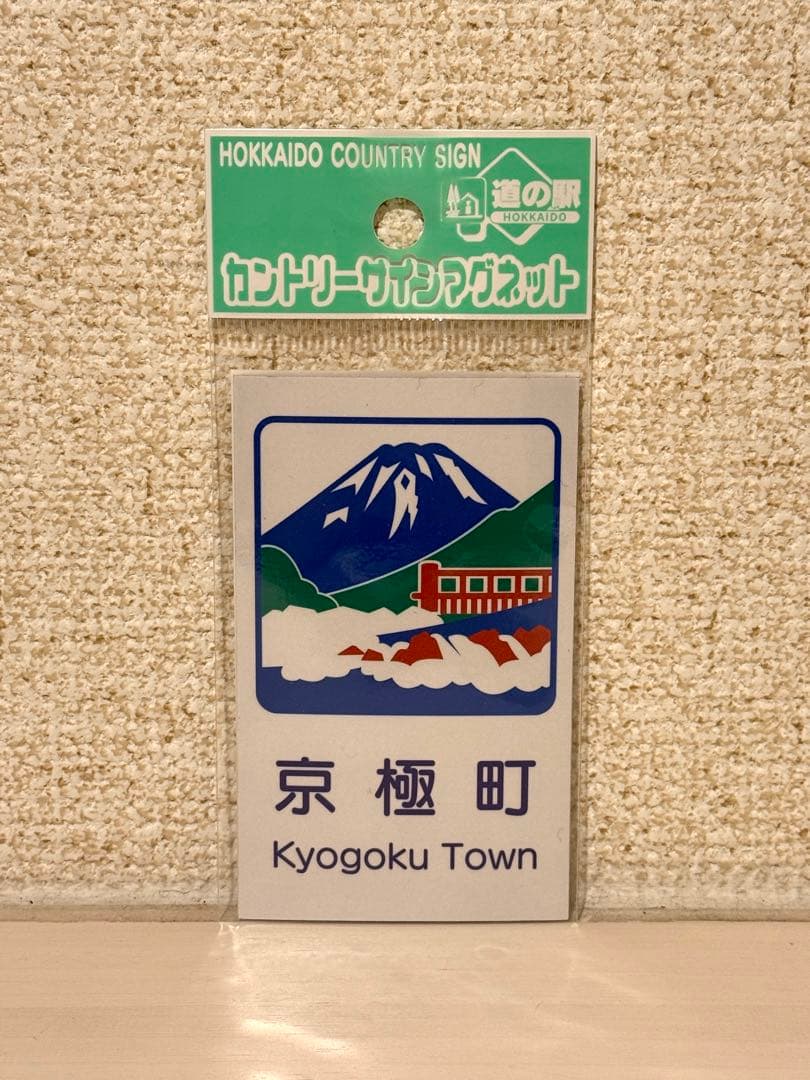 HOKKAIDO COUNTRY SIGN
道の駅
HOKKAIDO
カントリーサインマグネット
京極町
Kyogoku Town